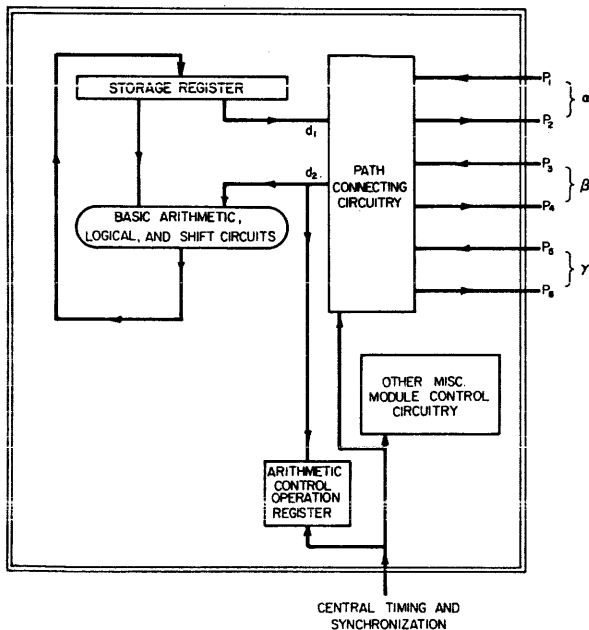 STORAGE REGISTER
P₁
α
P₂
d₁
P₃
d₂
PATH
CONNECTING
CIRCUITRY
β
P₄
BASIC ARITHMETIC,
LOGICAL, AND SHIFT CIRCUITS
P₅
γ
P₆
OTHER MISC.
MODULE CONTROL
CIRCUITRY
ARITHMETIC
CONTROL
OPERATION
REGISTER
CENTRAL TIMING AND
SYNCHRONIZATION